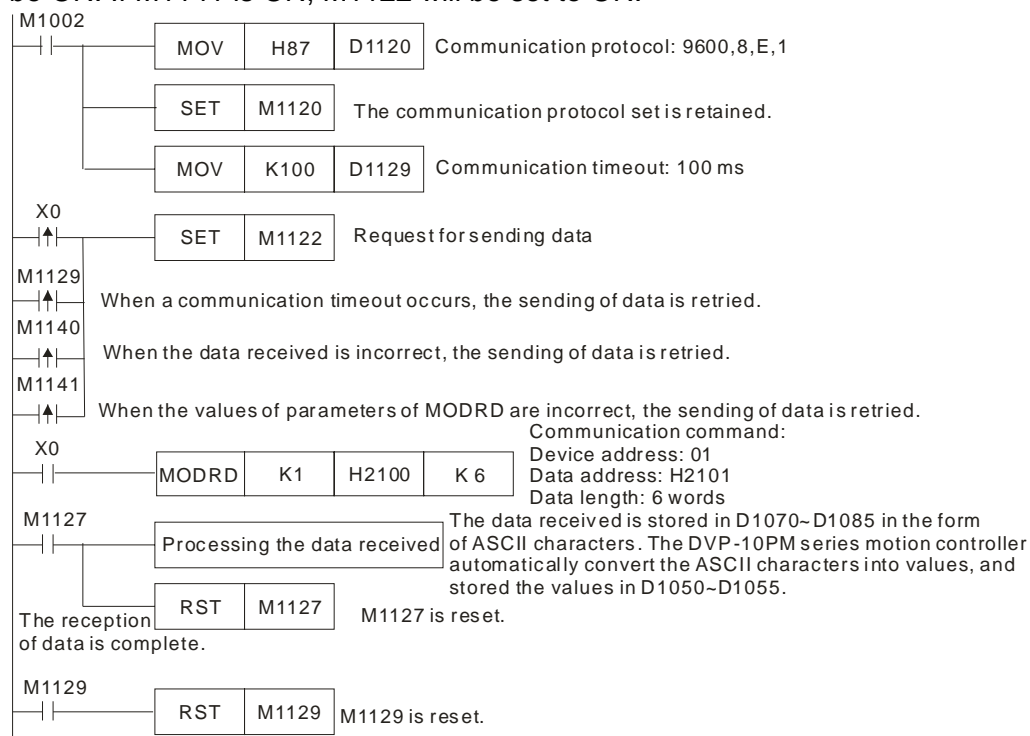 be ON. If M1141 is ON, M1122 will be set to ON.
M1002
MOV H87 D1120 Communication protocol: 9600,8,E,1
SET M1120 The communication protocol set is retained.
MOV K100 D1129 Communication timeout: 100 ms
X0
SET M1122 Request for sending data
M1129
When a communication timeout occurs, the sending of data is retried.
M1140
When the data received is incorrect, the sending of data is retried.
M1141
When the values of parameters of MODRD are incorrect, the sending of data is retried.
X0
MODRD K1 H2100 K 6
Communication command:
Device address: 01
Data address: H2101
Data length: 6 words
M1127
Processing the data received
The data received is stored in D1070~D1085 in the form
of ASCII characters. The DVP-10PM series motion controller
automatically convert the ASCII characters into values, and
stored the values in D1050~D1055.
RST M1127 M1127 is reset.
The reception
of data is complete.
M1129
RST M1129 M1129 is reset.